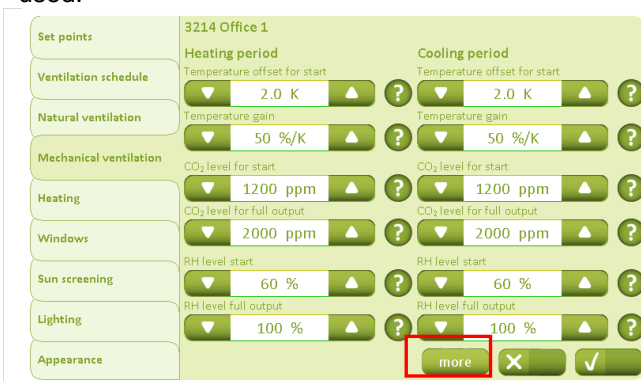 3214 Office 1
Set points
Ventilation schedule
Natural ventilation
Mechanical ventilation
Heating
Windows
Sun screening
Lighting
Appearance
Heating period
Temperature offset for start
2.0 K
?
Temperature gain
50 %/K
?
CO₂ level for start
1200 ppm
?
CO₂ level for full output
2000 ppm
?
RH level start
60 %
?
RH level full output
100 %
?
Cooling period
Temperature offset for start
2.0 K
?
Temperature gain
50 %/K
?
CO₂ level for start
1200 ppm
?
CO₂ level for full output
2000 ppm
?
RH level start
60 %
?
RH level full output
100 %
?
more